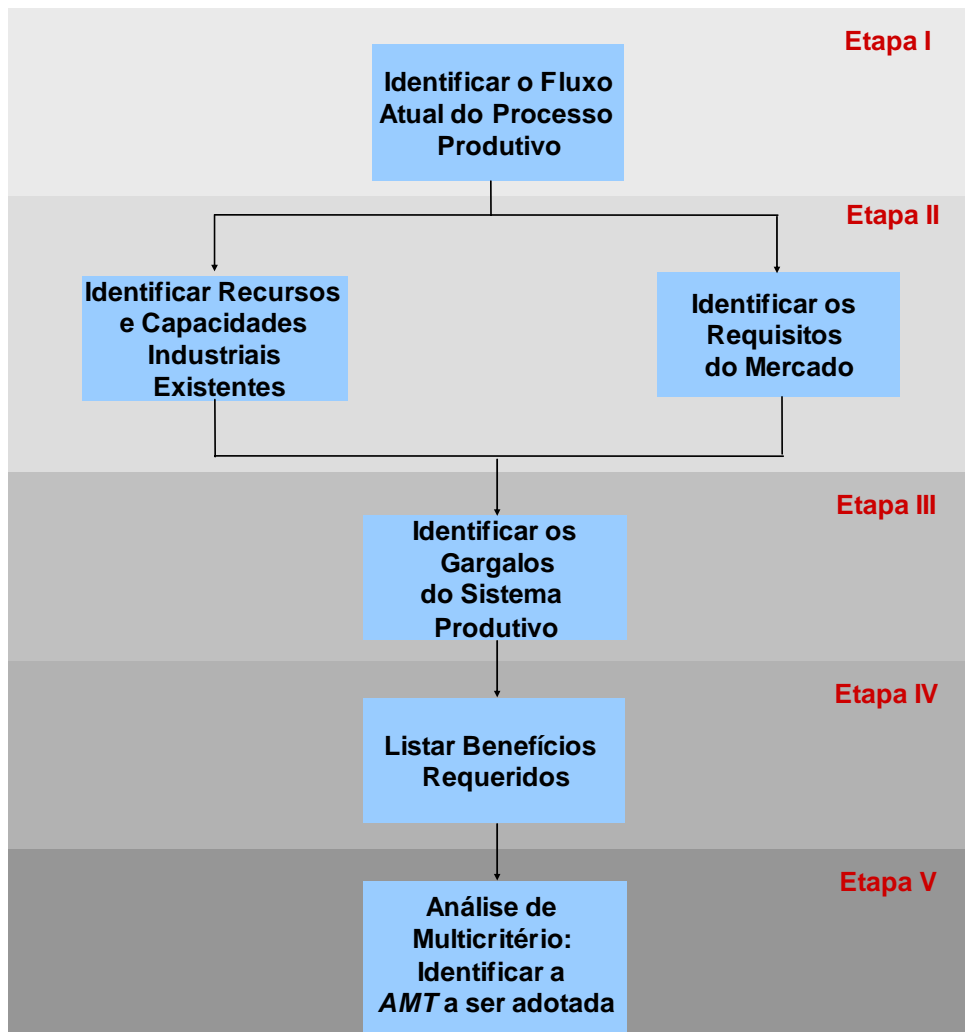 Etapa I
Identificar o Fluxo
Atual do Processo
Produtivo
Etapa II
Identificar Recursos
e Capacidades
Industriais
Existentes
Identificar os
Requisitos
do Mercado
Etapa III
Identificar os
Gargalos
do Sistema
Produtivo
Etapa IV
Listar Benefícios
Requeridos
Etapa V
Análise de
Multicritério:
Identificar a
AMT a ser adotada